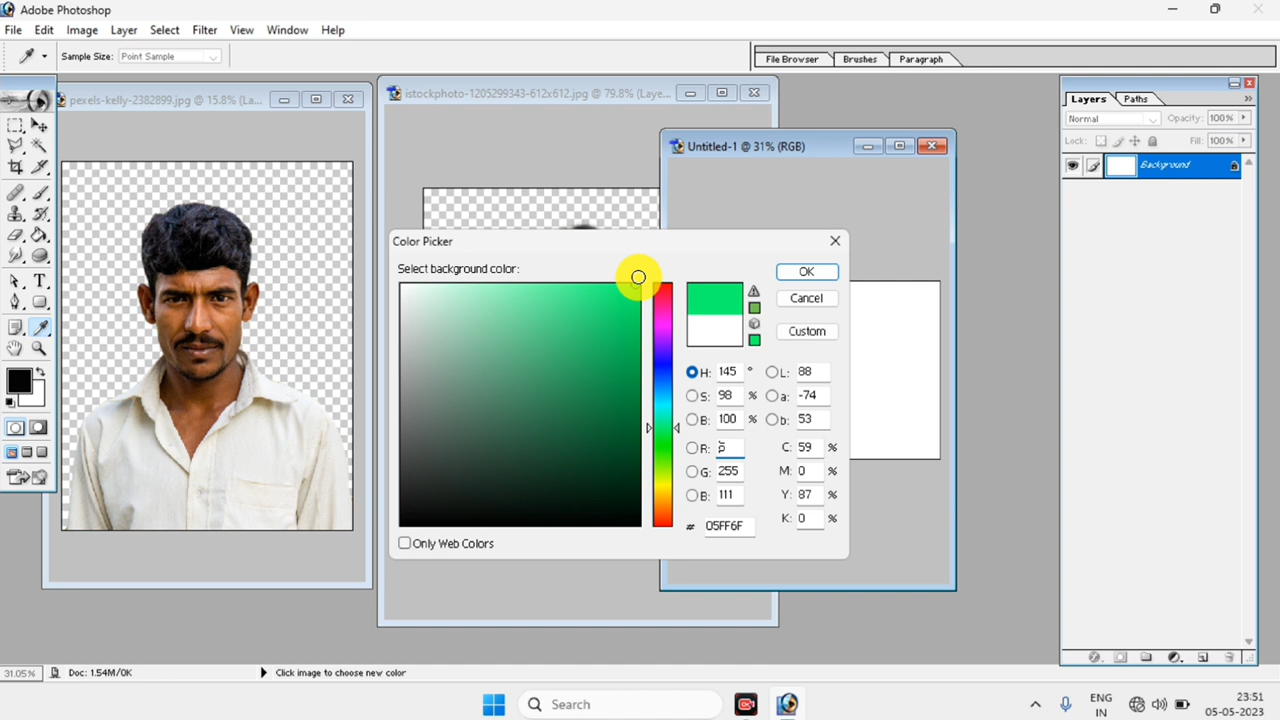 Adobe Photoshop
File Edit Image Layer Select Filter View Window Help
Sample Size: Point Sample
File Browser Brushes Paragraph
pexels-kelly-2382899.jpg @ 15.8% (La...
istockphoto-1205299343-612x612.jpg @ 79.8% (Laye...
Untitled-1 @ 31% (RGB)
Layers Paths
Normal Opacity: 100%
Lock: Fill: 100%
Background
Color Picker
Select background color:
OK
Cancel
Custom
H: 145 ° L: 88
S: 98 % a: -74
B: 100 % b: 53
R: C: 59 %
G: 255 M: 0 %
B: 111 Y: 87 %
# 05FF6F K: 0 %
Only Web Colors
31.05% Doc: 1.54M/0K Click image to choose new color
Search
ENG
IN
23:51
05-05-2023